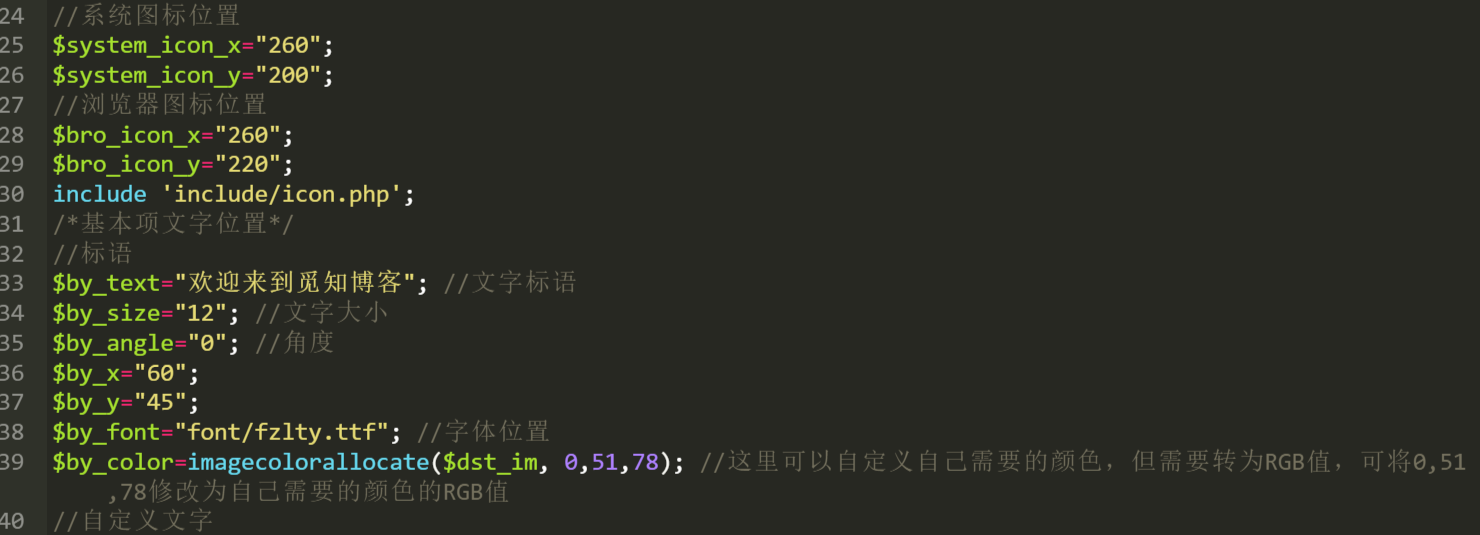 24 //系统图标位置
25 $system_icon_x="260";
26 $system_icon_y="200";
27 //浏览器图标位置
28 $bro_icon_x="260";
29 $bro_icon_y="220";
30 include 'include/icon.php';
31 /*基本项文字位置*/
32 //标语
33 $by_text="欢迎来到觅知博客"; //文字标语
34 $by_size="12"; //文字大小
35 $by_angle="0"; //角度
36 $by_x="60";
37 $by_y="45";
38 $by_font="font/fzlty.ttf"; //字体位置
39 $by_color=imagecolorallocate($dst_im, 0,51,78); //这里可以自定义自己需要的颜色，但需要转为RGB值，可将0,51
,78修改为自己需要的颜色的RGB值
40 //自定义文字